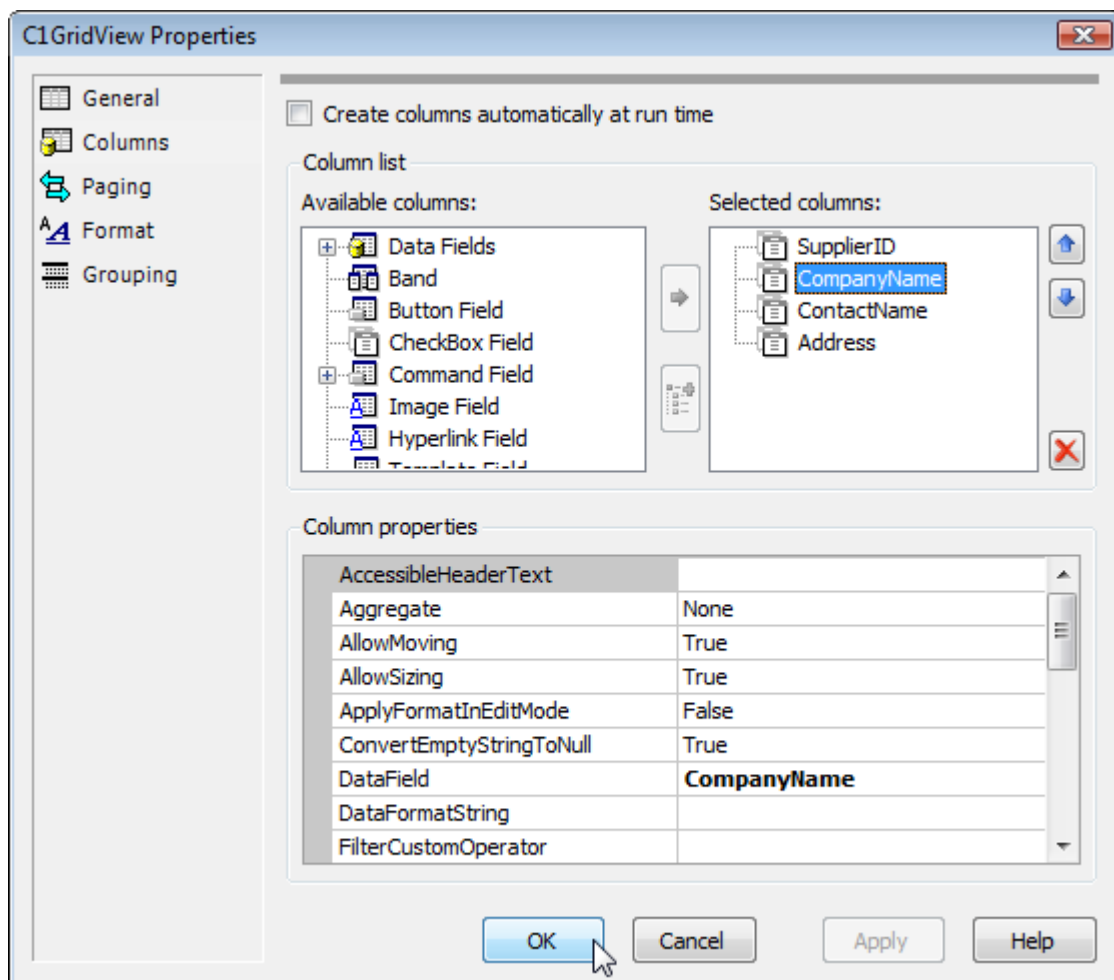 C1GridView Properties
General
Columns
Paging
Format
Grouping
Create columns automatically at run time
Column list
Available columns:
Data Fields
Band
Button Field
CheckBox Field
Command Field
Image Field
Hyperlink Field
Template Field
Selected columns:
SupplierID
CompanyName
ContactName
Address
Column properties
AccessibleHeaderText
Aggregate None
AllowMoving True
AllowSizing True
ApplyFormatInEditMode False
ConvertEmptyStringToNull True
DataField CompanyName
DataFormatString
FilterCustomOperator
OK Cancel Apply Help